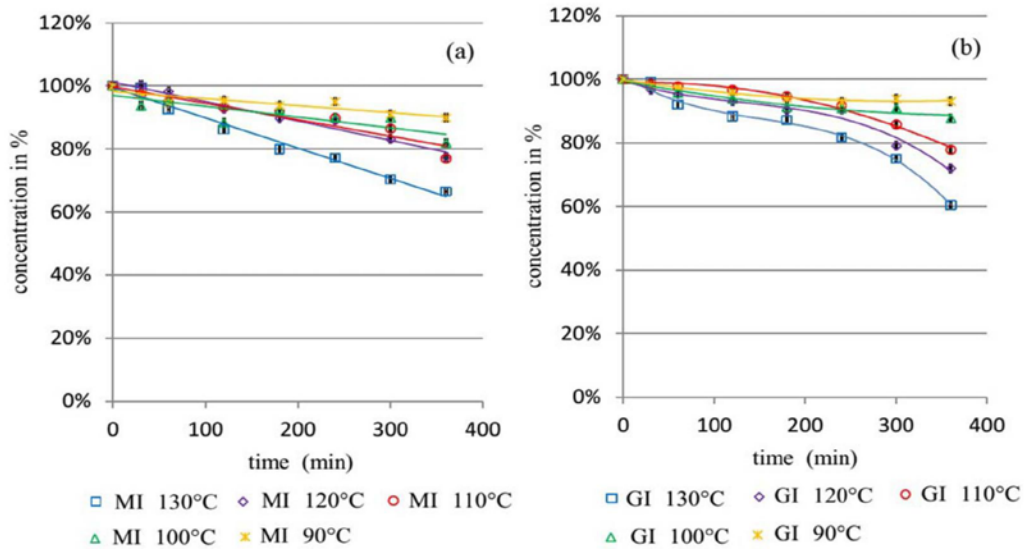 (a)
concentration in %
120%
100%
80%
60%
40%
20%
0%
0 100 200 300 400
time (min)
MI 130°C MI 120°C MI 110°C
MI 100°C MI 90°C
(b)
concentration in %
120%
100%
80%
60%
40%
20%
0%
0 100 200 300 400
time (min)
GI 130°C GI 120°C GI 110°C
GI 100°C GI 90°C